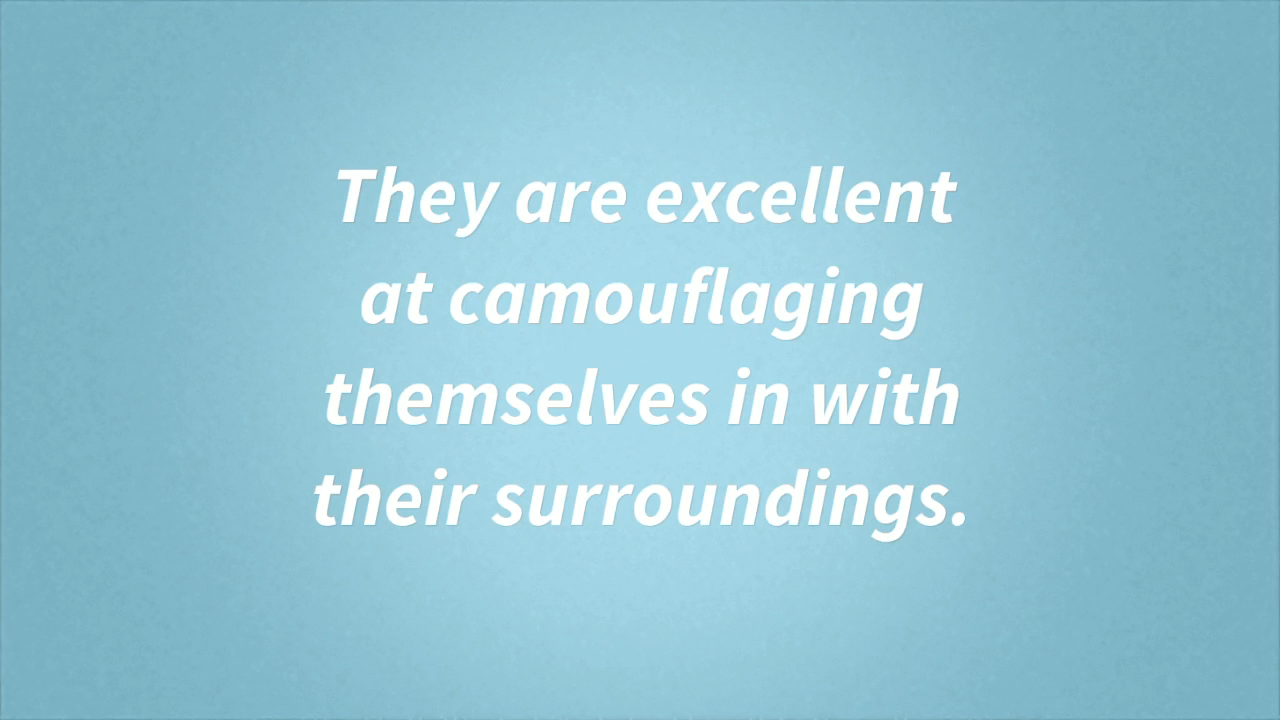 They are excellent
at camouflaging
themselves in with
their surroundings.